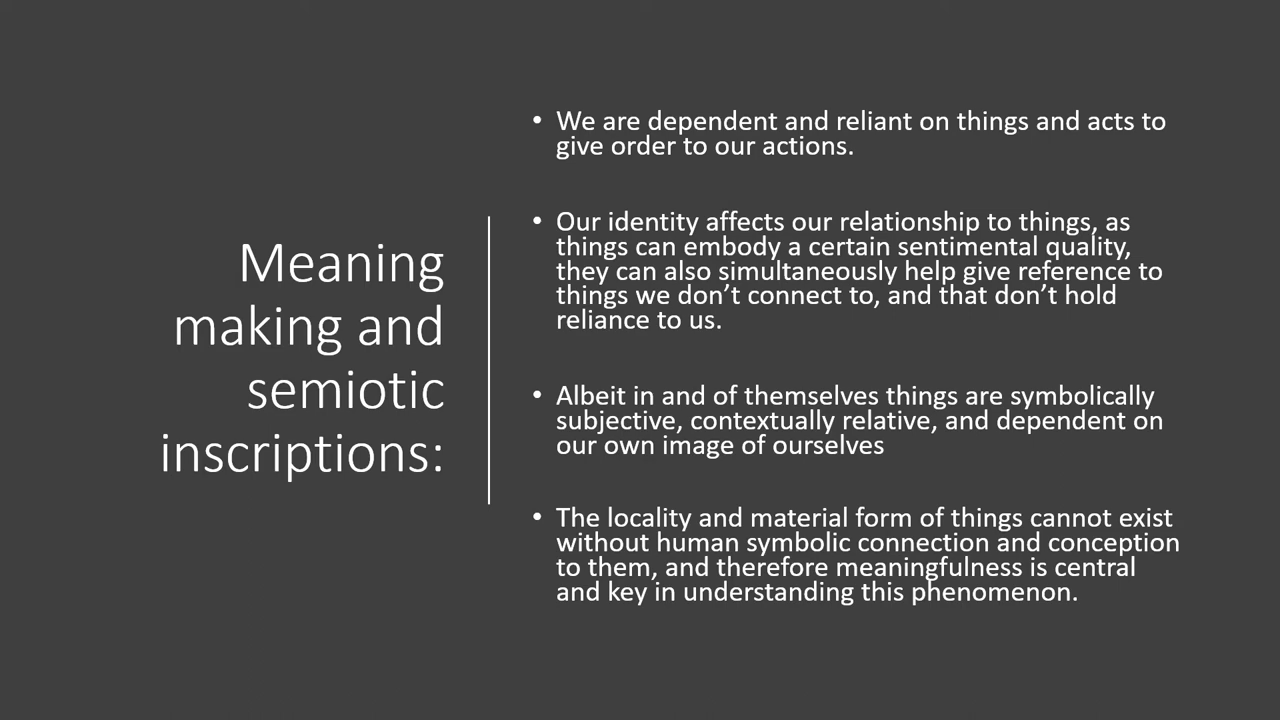 Meaning
making and
semiotic
inscriptions:
• We are dependent and reliant on things and acts to
give order to our actions.
• Our identity affects our relationship to things, as
things can embody a certain sentimental quality,
they can also simultaneously help give reference to
things we don’t connect to, and that don’t hold
reliance to us.
• Albeit in and of themselves things are symbolically
subjective, contextually relative, and dependent on
our own image of ourselves
• The locality and material form of things cannot exist
without human symbolic connection and conception
to them, and therefore meaningfulness is central
and key in understanding this phenomenon.